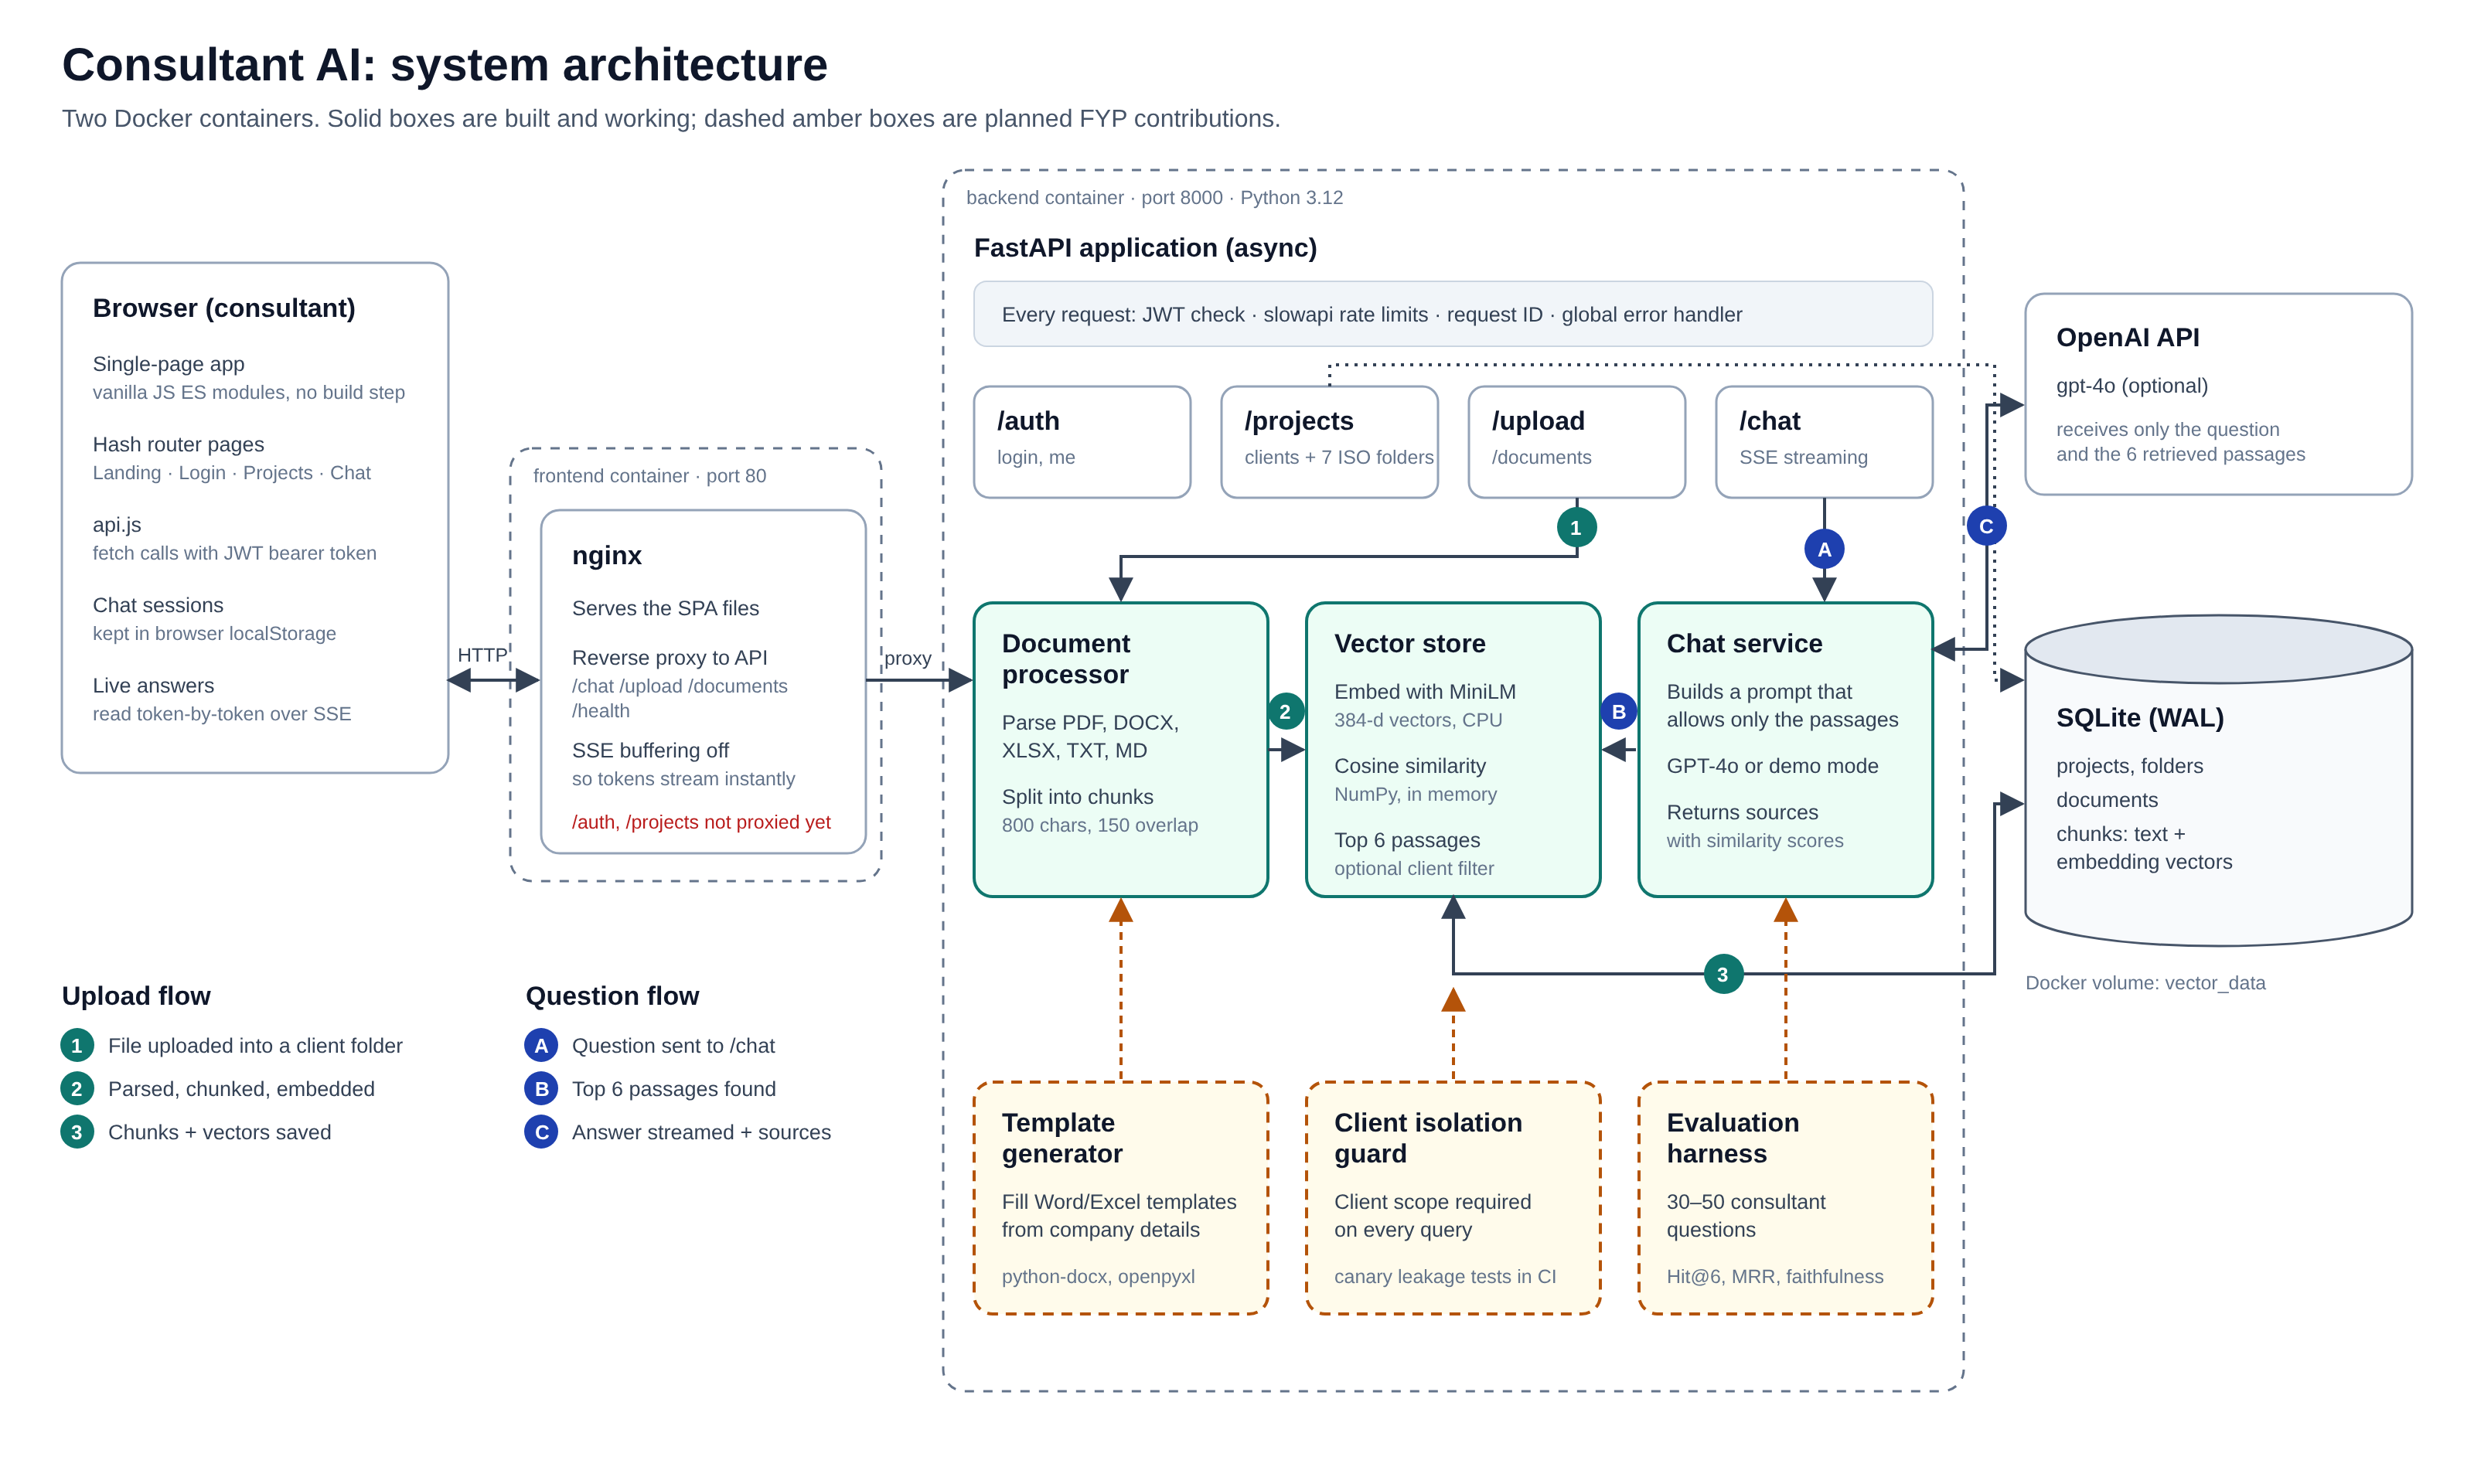 Consultant AI: system architecture
Two Docker containers. Solid boxes are built and working; dashed amber boxes are planned FYP contributions.
Browser (consultant)
Single-page app
vanilla JS ES modules, no build step
Hash router pages
Landing · Login · Projects · Chat
api.js
fetch calls with JWT bearer token
Chat sessions
kept in browser localStorage
Live answers
read token-by-token over SSE
HTTP
frontend container · port 80
nginx
Serves the SPA files
Reverse proxy to API
/chat /upload /documents
/health
SSE buffering off
so tokens stream instantly
/auth, /projects not proxied yet
proxy
backend container · port 8000 · Python 3.12
FastAPI application (async)
Every request: JWT check · slowapi rate limits · request ID · global error handler
/auth
login, me
/projects
clients + 7 ISO folders
/upload
/documents
/chat
SSE streaming
1
A
C
Document
processor
Parse PDF, DOCX,
XLSX, TXT, MD
Split into chunks
800 chars, 150 overlap
2
Vector store
Embed with MiniLM
384-d vectors, CPU
Cosine similarity
NumPy, in memory
Top 6 passages
optional client filter
B
Chat service
Builds a prompt that
allows only the passages
GPT-4o or demo mode
Returns sources
with similarity scores
3
Template
generator
Fill Word/Excel templates
from company details
python-docx, openpyxl
Client isolation
guard
Client scope required
on every query
canary leakage tests in CI
Evaluation
harness
30–50 consultant
questions
Hit@6, MRR, faithfulness
OpenAI API
gpt-4o (optional)
receives only the question
and the 6 retrieved passages
SQLite (WAL)
projects, folders
documents
chunks: text +
embedding vectors
Docker volume: vector_data
Upload flow
1 File uploaded into a client folder
2 Parsed, chunked, embedded
3 Chunks + vectors saved
Question flow
A Question sent to /chat
B Top 6 passages found
C Answer streamed + sources